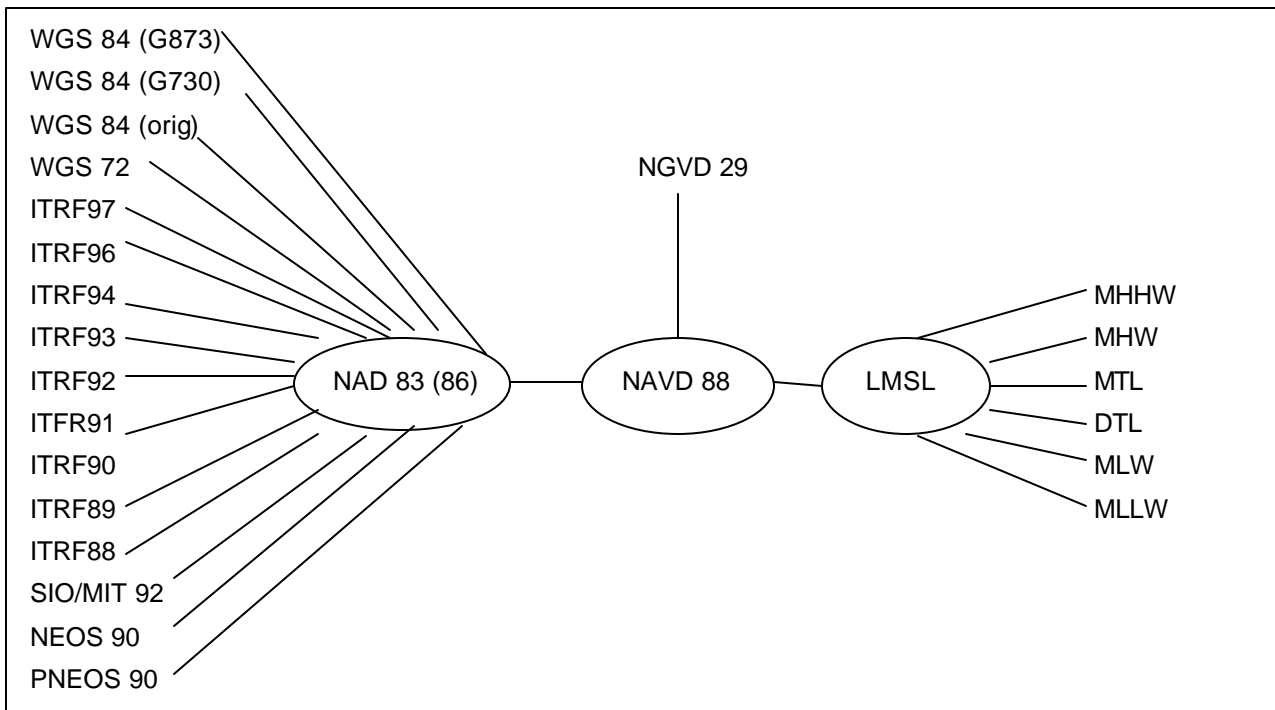 WGS 84 (G873)
WGS 84 (G730)
WGS 84 (orig)
WGS 72
ITRF97
ITRF96
ITRF94
ITRF93
ITRF92
ITFR91
ITRF90
ITRF89
ITRF88
SIO/MIT 92
NEOS 90
PNEOS 90
NAD 83 (86)
NGVD 29
NAVD 88
LMSL
MHHW
MHW
MTL
DTL
MLW
MLLW